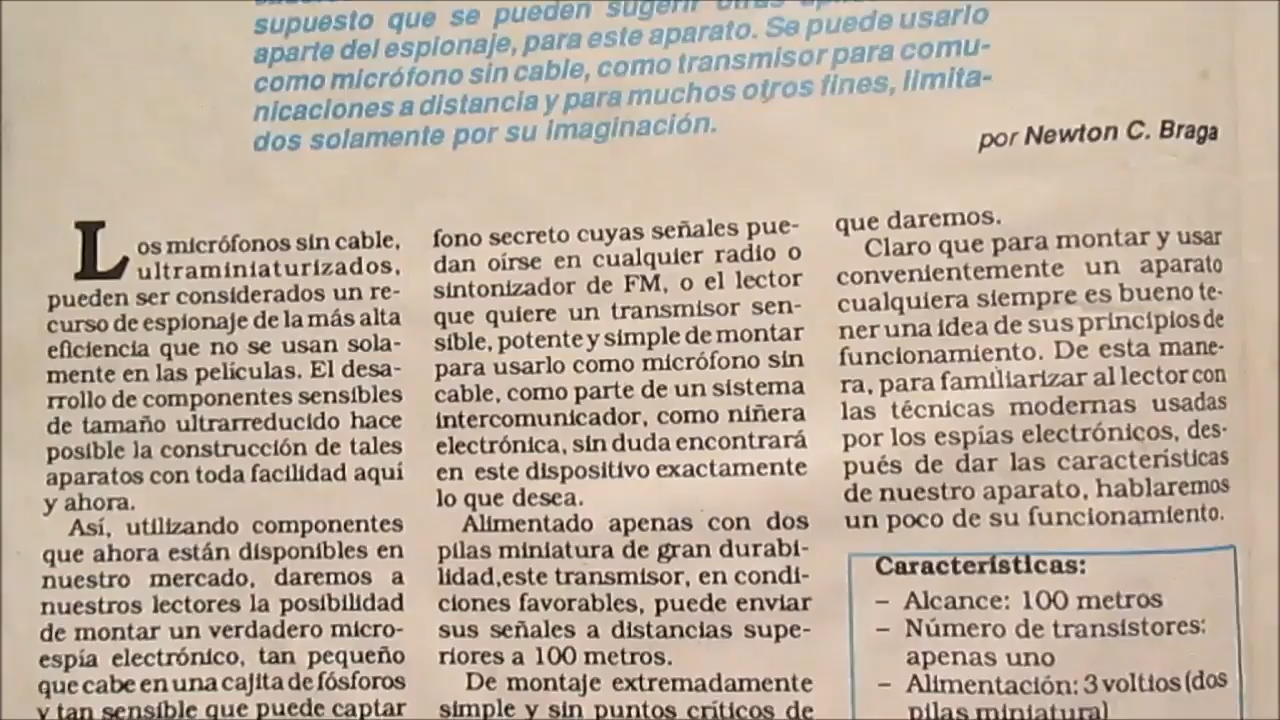 supuesto que se pueden sugerir otras
aparte del espionaje, para este aparato. Se puede usarlo
como micrófono sin cable, como transmisor para comu-
nicaciones a distancia y para muchos otros fines, limita-
dos solamente por su imaginación.
por Newton C. Braga
Los micrófonos sin cable,
ultraminiaturizados,
pueden ser considerados un re-
curso de espionaje de la más alta
eficiencia que no se usan sola-
mente en las películas. El desa-
rrollo de componentes sensibles
de tamaño ultrarreducido hace
posible la construcción de tales
aparatos con toda facilidad aquí
y ahora.
Así, utilizando componentes
que ahora están disponibles en
nuestro mercado, daremos a
nuestros lectores la posibilidad
de montar un verdadero micro-
espía electrónico, tan pequeño
que cabe en una cajita de fósforos
y tan sensible que puede captar
fono secreto cuyas señales pue-
dan oírse en cualquier radio o
sintonizador de FM, o el lector
que quiere un transmisor sen-
sible, potente y simple de montar
para usarlo como micrófono sin
cable, como parte de un sistema
intercomunicador, como niñera
electrónica, sin duda encontrará
en este dispositivo exactamente
lo que desea.
Alimentado apenas con dos
pilas miniatura de gran durabi-
lidad,este transmisor, en condi-
ciones favorables, puede enviar
sus señales a distancias supe-
riores a 100 metros.
De montaje extremadamente
simple y sin puntos críticos de
que daremos.
Claro que para montar y usar
convenientemente un aparato
cualquiera siempre es bueno te-
ner una idea de sus principios de
funcionamiento. De esta mane-
ra, para familiarizar al lector con
las técnicas modernas usadas
por los espías electrónicos, des-
pués de dar las características
de nuestro aparato, hablaremos
un poco de su funcionamiento.
Características:
– Alcance: 100 metros
– Número de transistores:
apenas uno
– Alimentación: 3 voltios (dos
pilas miniatura)